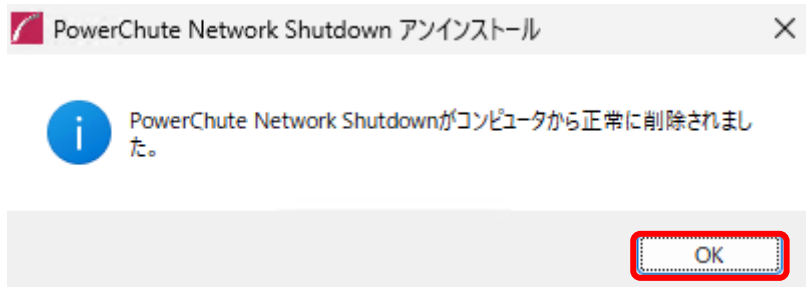 PowerChute Network Shutdown アンインストール
PowerChute Network Shutdownがコンピュータから正常に削除されまし
た。
OK